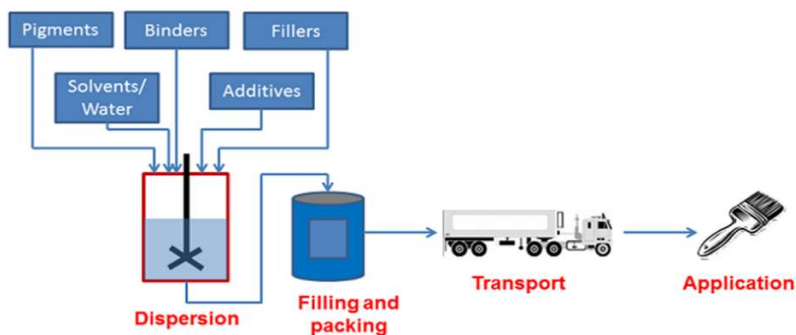 Pigments
Binders
Fillers
Solvents/
Water
Additives
Dispersion
Filling and
packing
Transport
Application